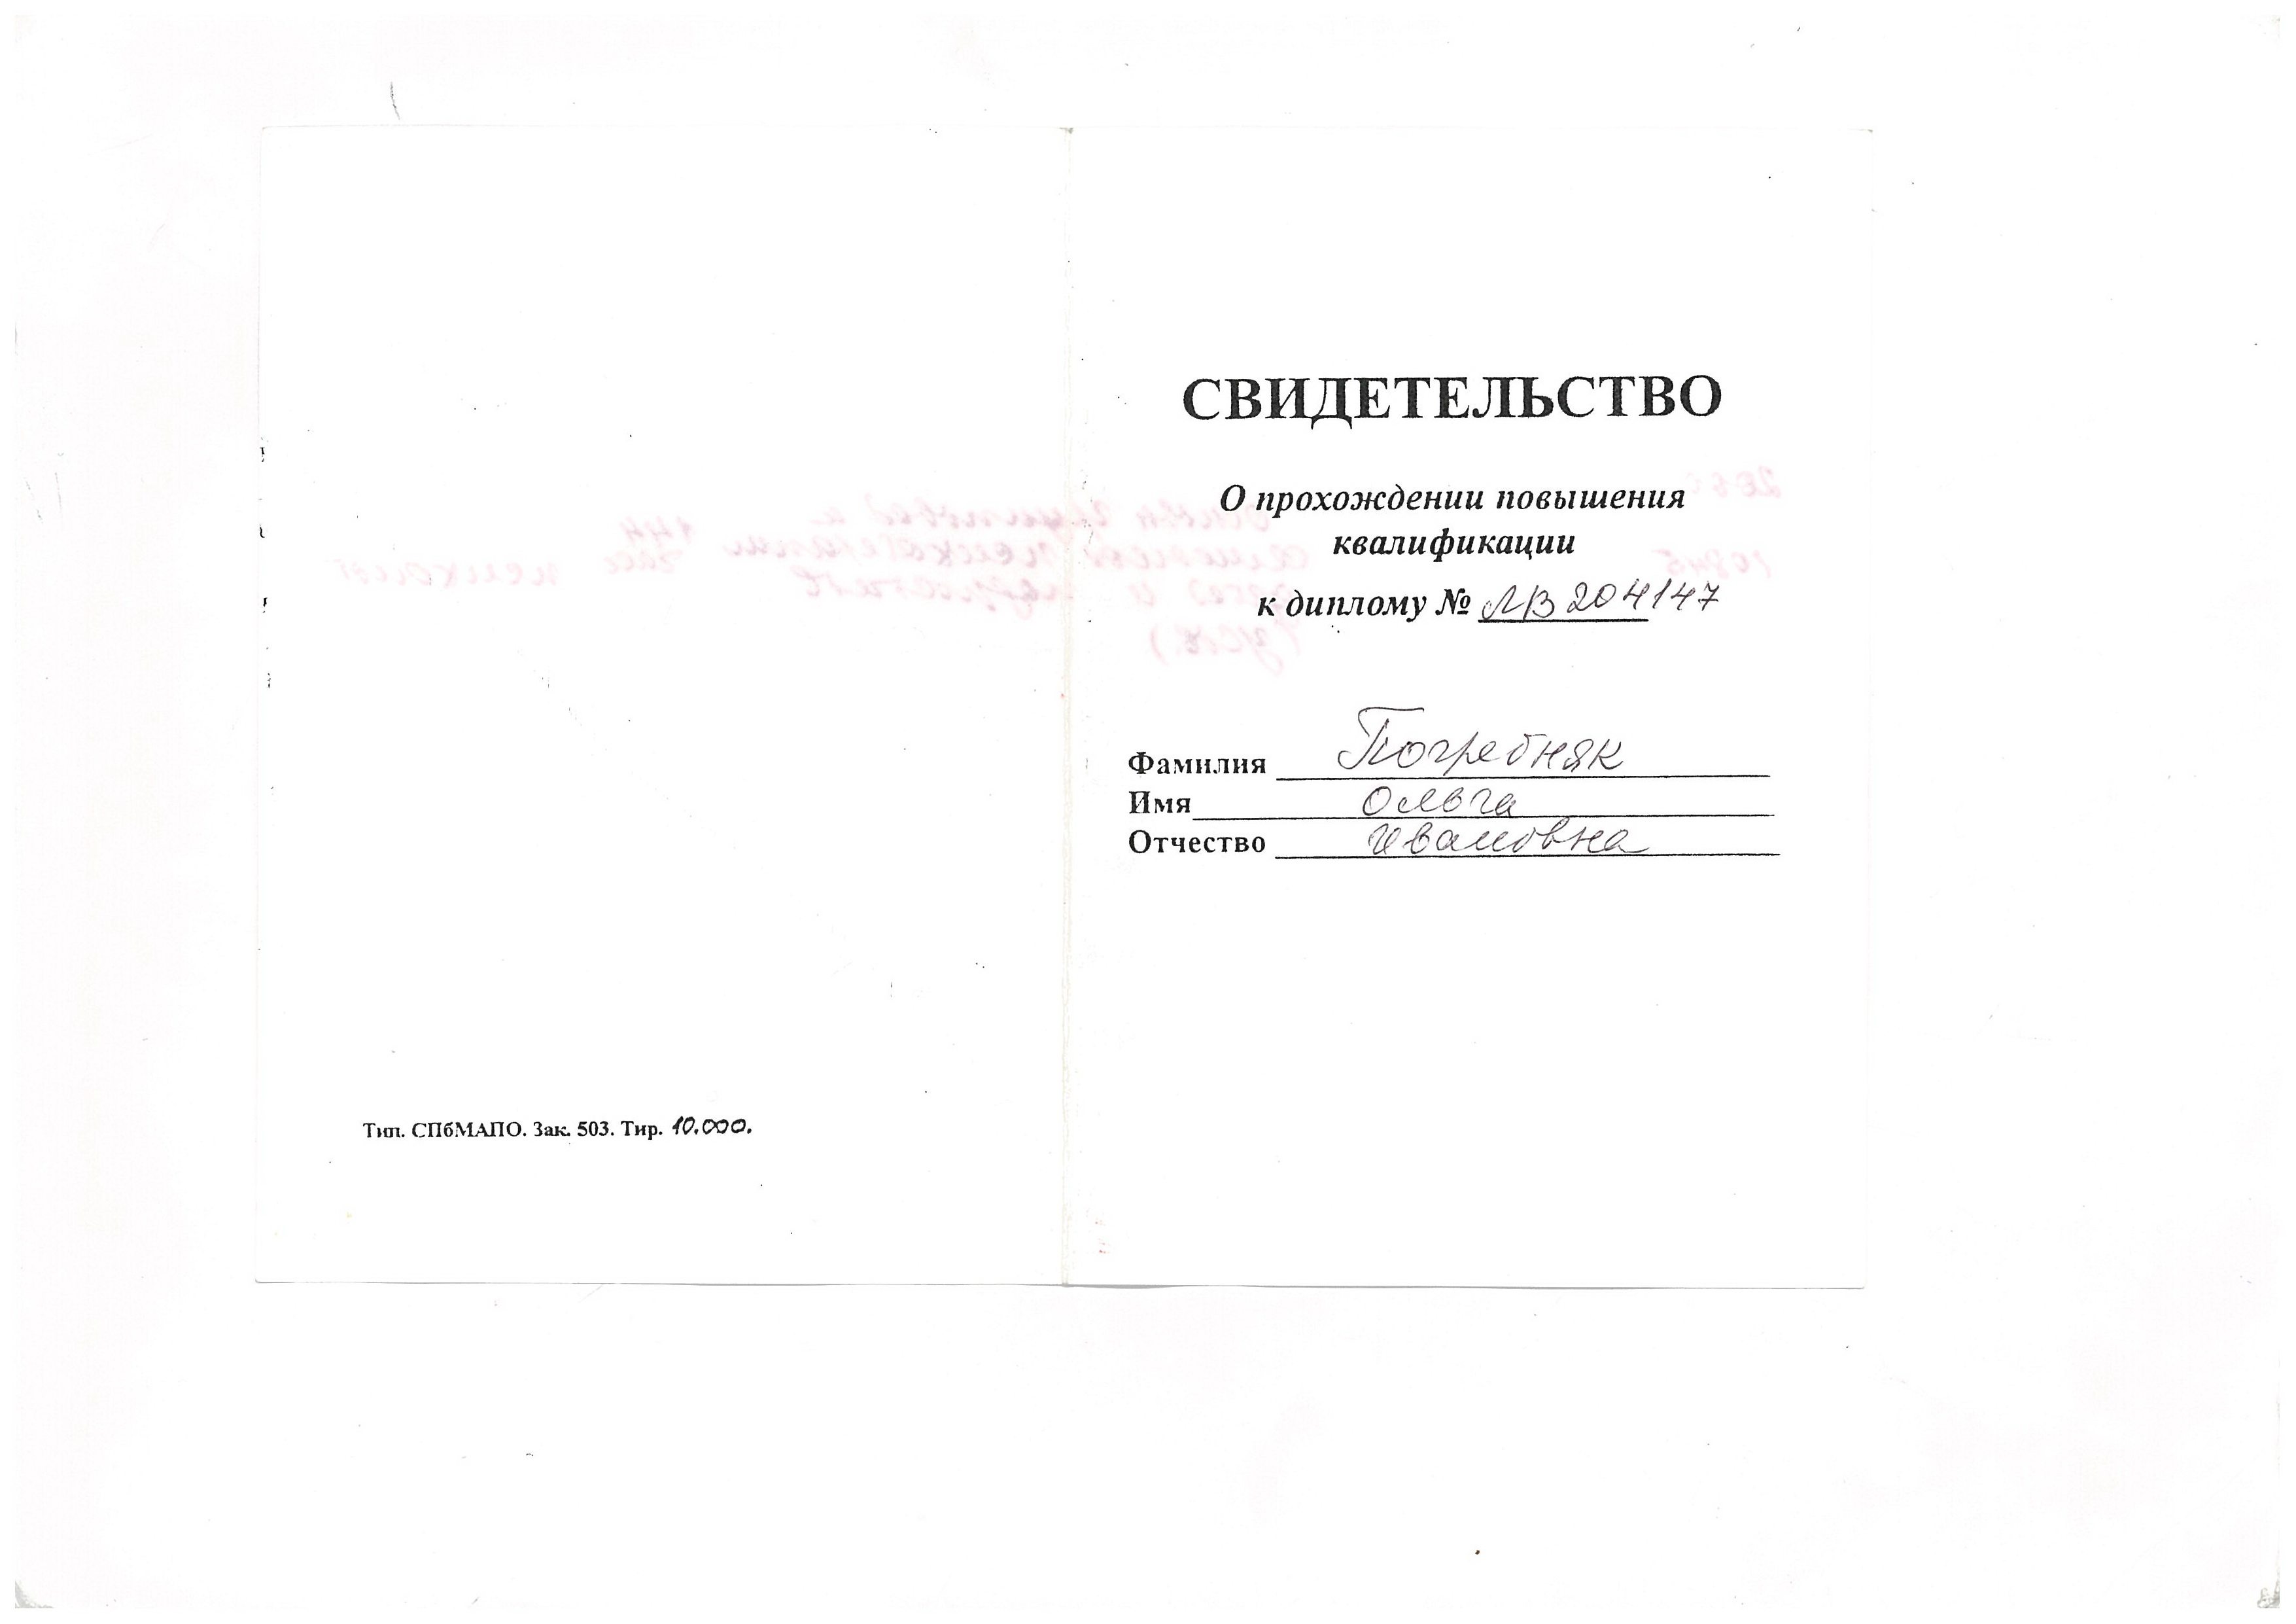 СВИДЕТЕЛЬСТВО
О прохождении повышения
квалификации
к диплому № ЛВ 204147
Фамилия Погребняк
Имя Ольга
Отчество Ивановна
Тип. СПбМАПО. Зак. 503. Тир. 10.000.